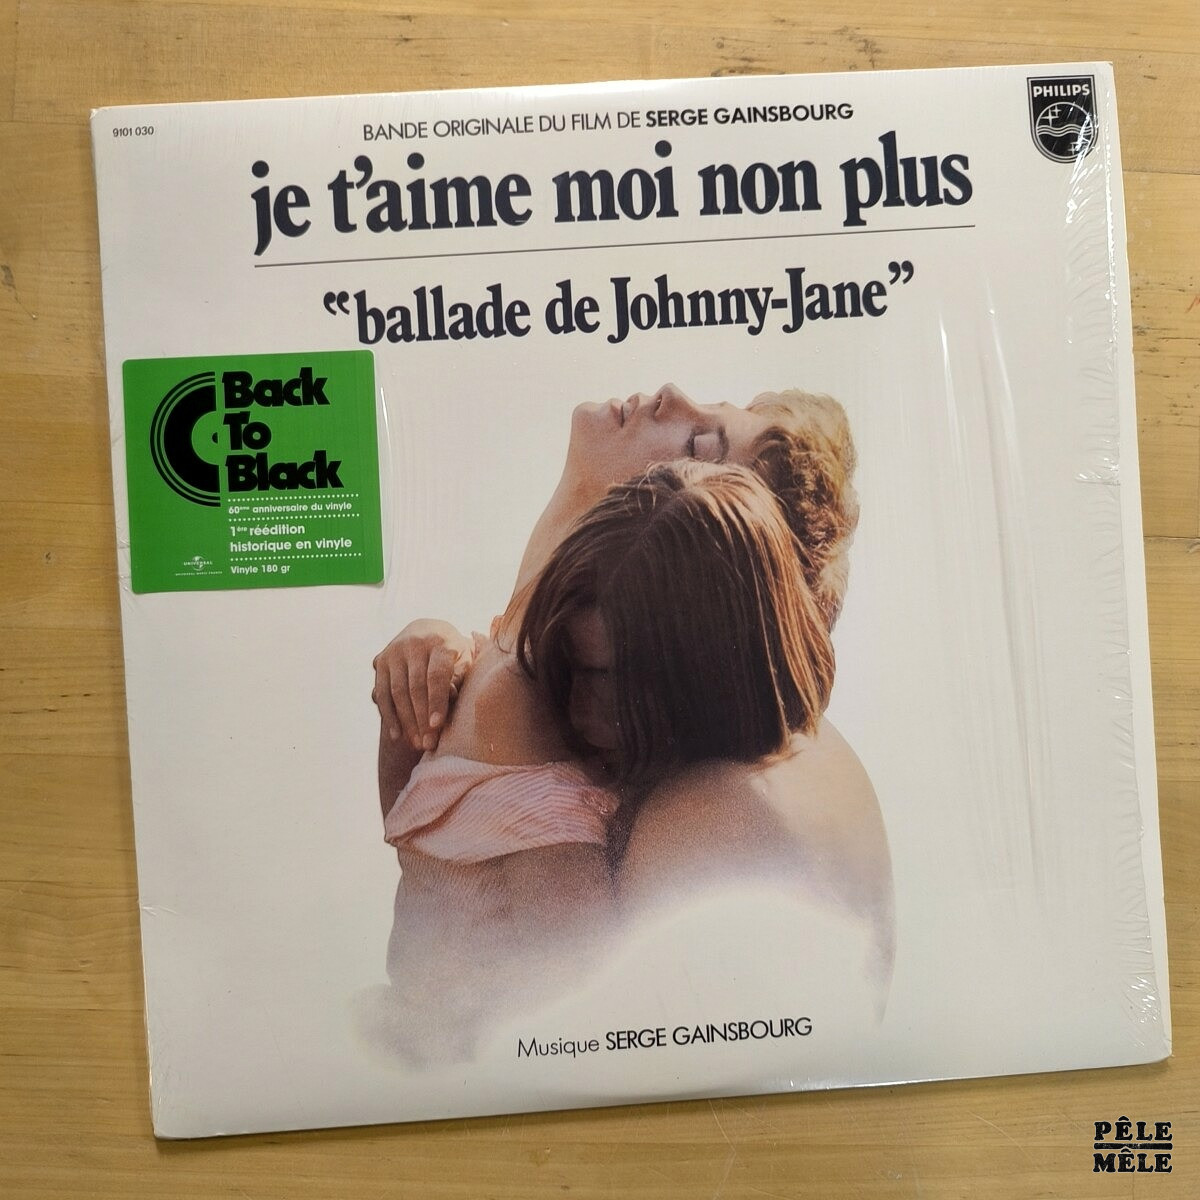 9101 030
BANDE ORIGINALE DU FILM DE SERGE GAINSBOURG
PHILIPS
je t'aime moi non plus
"ballade de Johnny-Jane"
Back
To
Black
60ème anniversaire du vinyle
1ère réédition
historique en vinyle
UNIVERSAL
Vinyle 180 gr
Musique SERGE GAINSBOURG
PÊLE
MÊLE